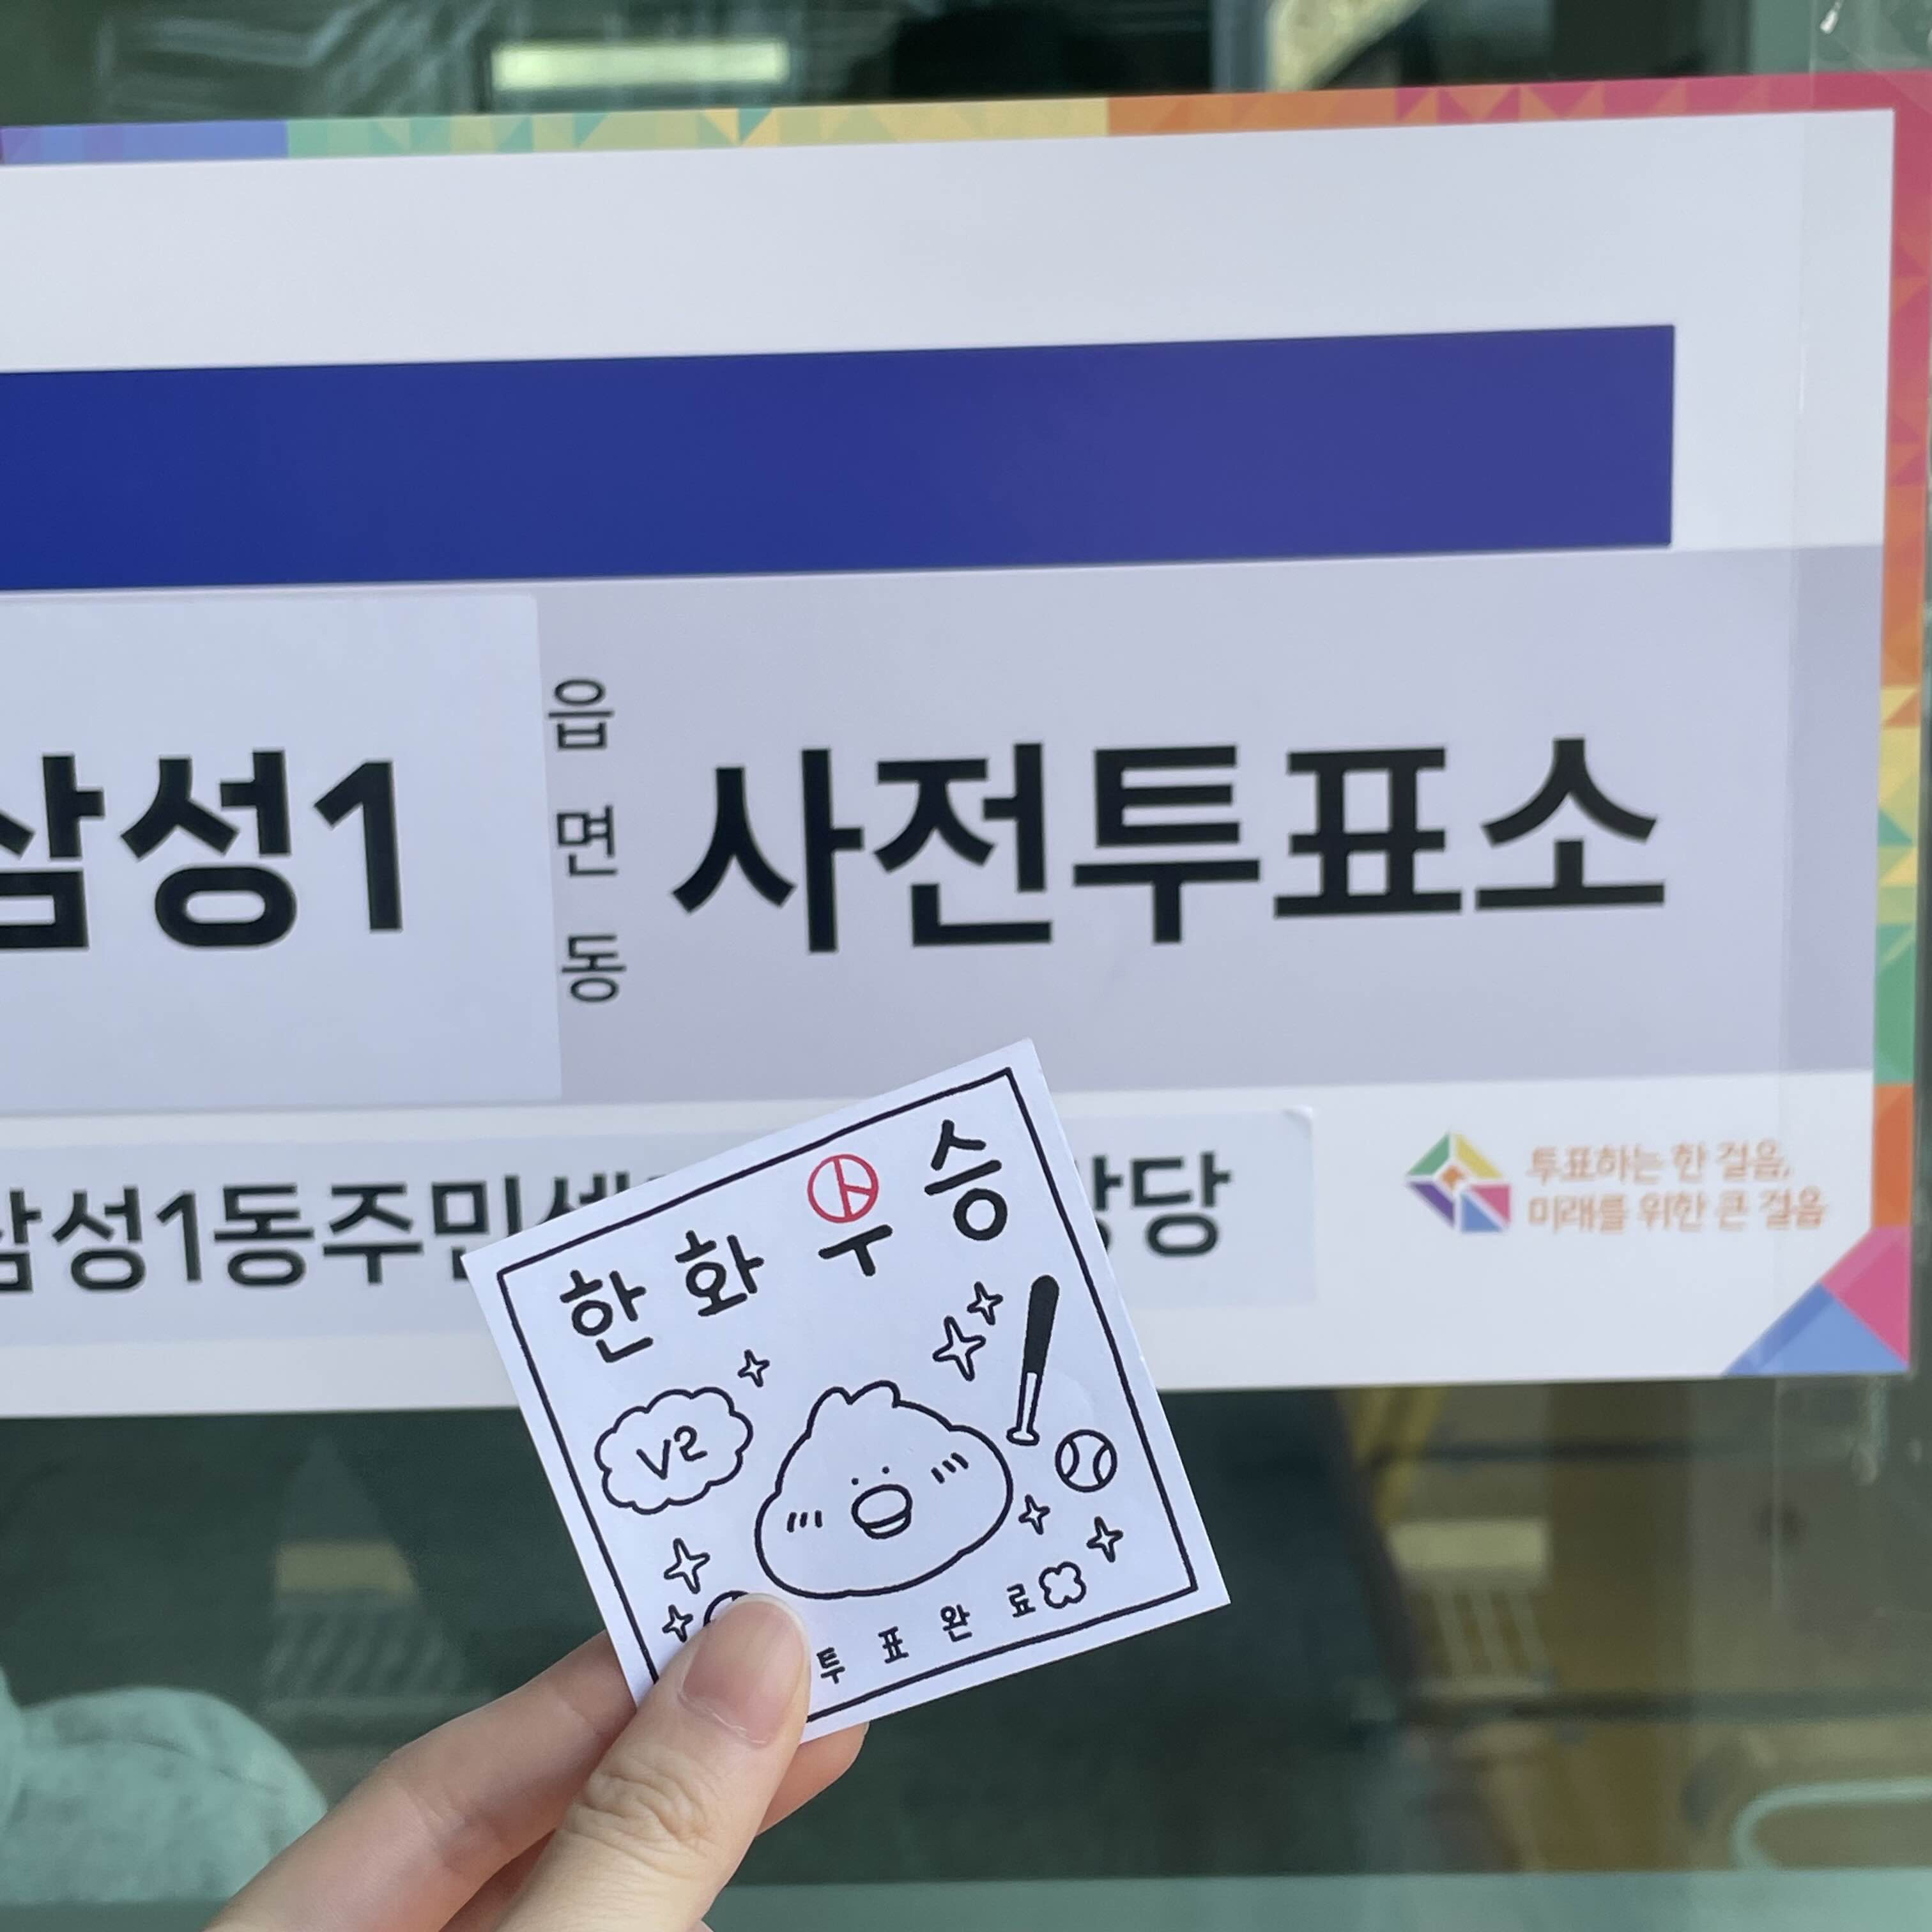 삼성1
읍
면
동
사전투표소
삼성1동주민
강당
투표하는 한 걸음,
미래를 위한 큰 걸음
한화 우승
V2
투표완료